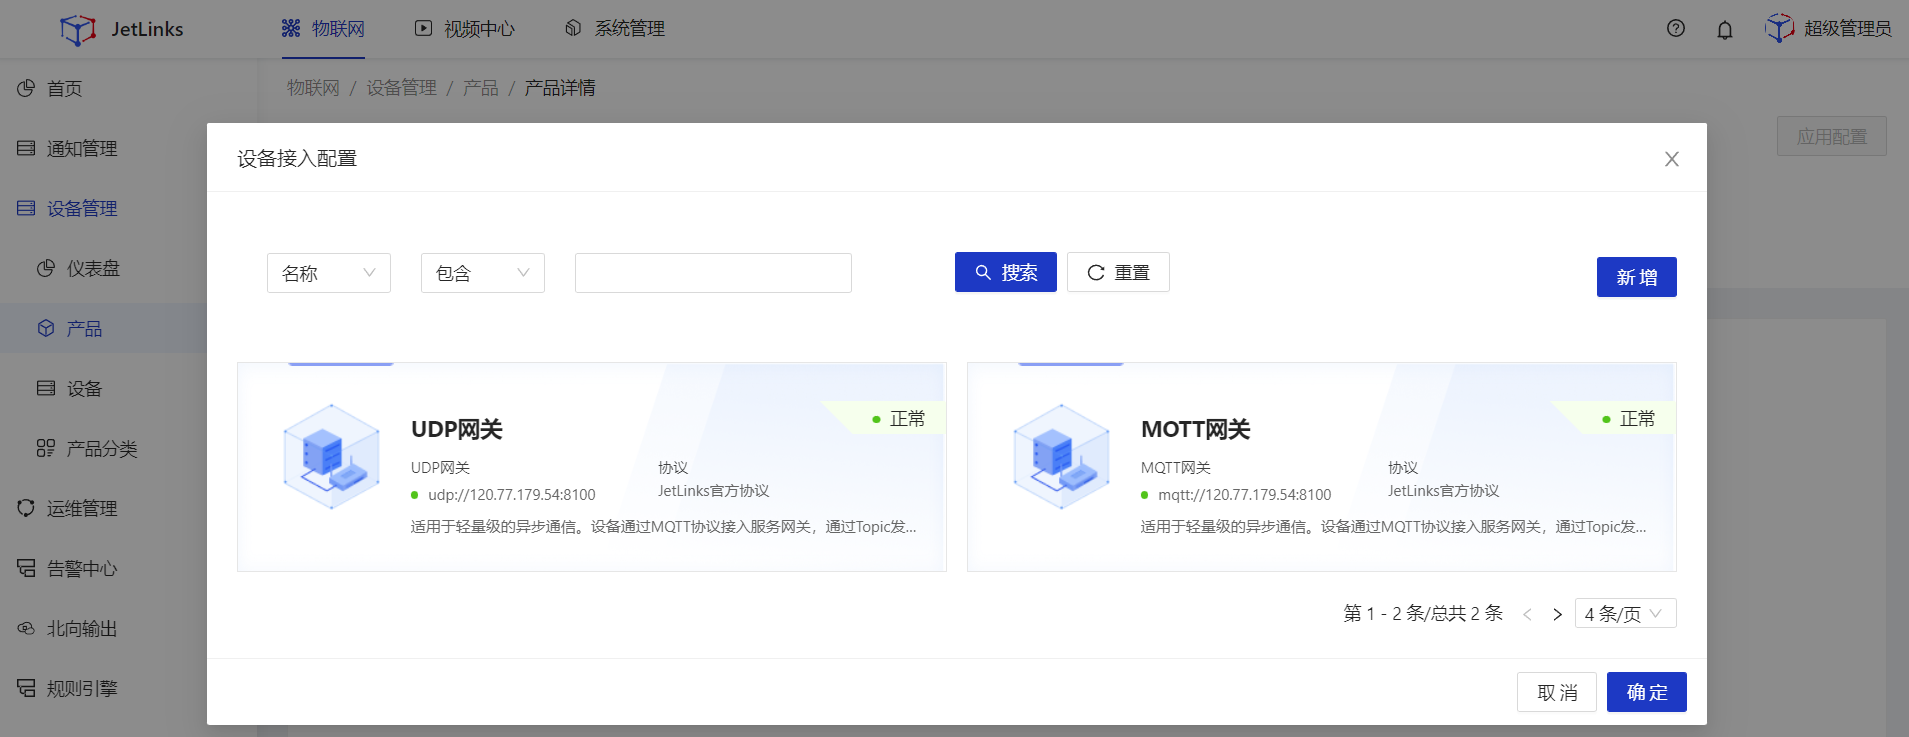 JetLinks
物联网
视频中心
系统管理
超级管理员
首页
通知管理
设备管理
仪表盘
产品
设备
产品分类
运维管理
告警中心
北向输出
规则引擎
物联网 / 设备管理 / 产品 / 产品详情
应用配置
设备接入配置
名称
包含
搜索
重置
新增
UDP网关
正常
UDP网关
协议
udp://120.77.179.54:8100
JetLinks官方协议
适用于轻量级的异步通信。设备通过MQTT协议接入服务网关，通过Topic发...
MOTT网关
正常
MQTT网关
协议
mqtt://120.77.179.54:8100
JetLinks官方协议
适用于轻量级的异步通信。设备通过MQTT协议接入服务网关，通过Topic发...
第 1 - 2 条/总共 2 条
4 条/页
取消
确定